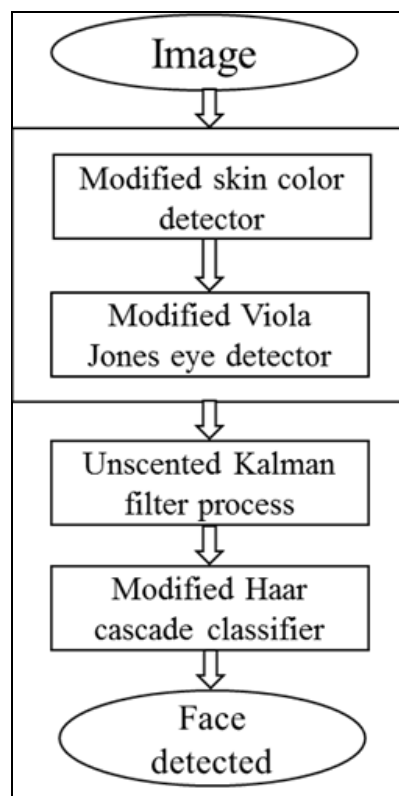 Image
Modified skin color
detector
Modified Viola
Jones eye detector
Unscented Kalman
filter process
Modified Haar
cascade classifier
Face
detected